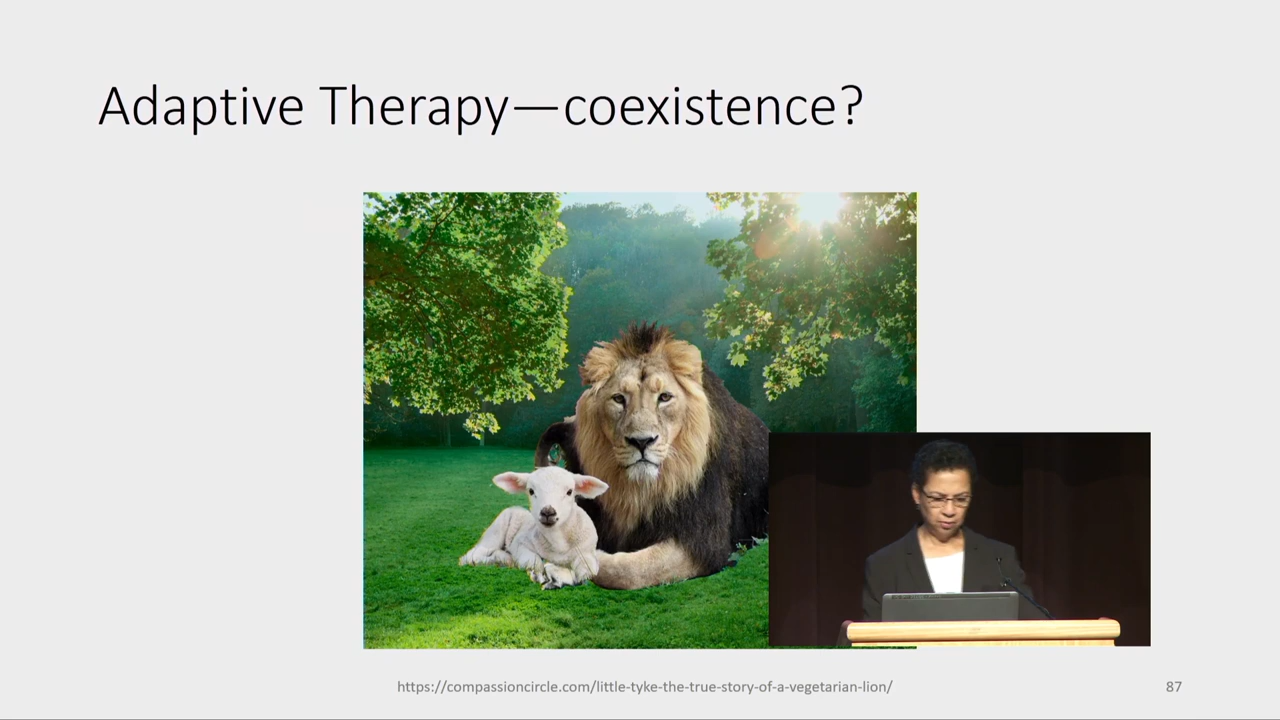 Adaptive Therapy—coexistence?
https://compassioncircle.com/little-tyke-the-true-story-of-a-vegetarian-lion/
87